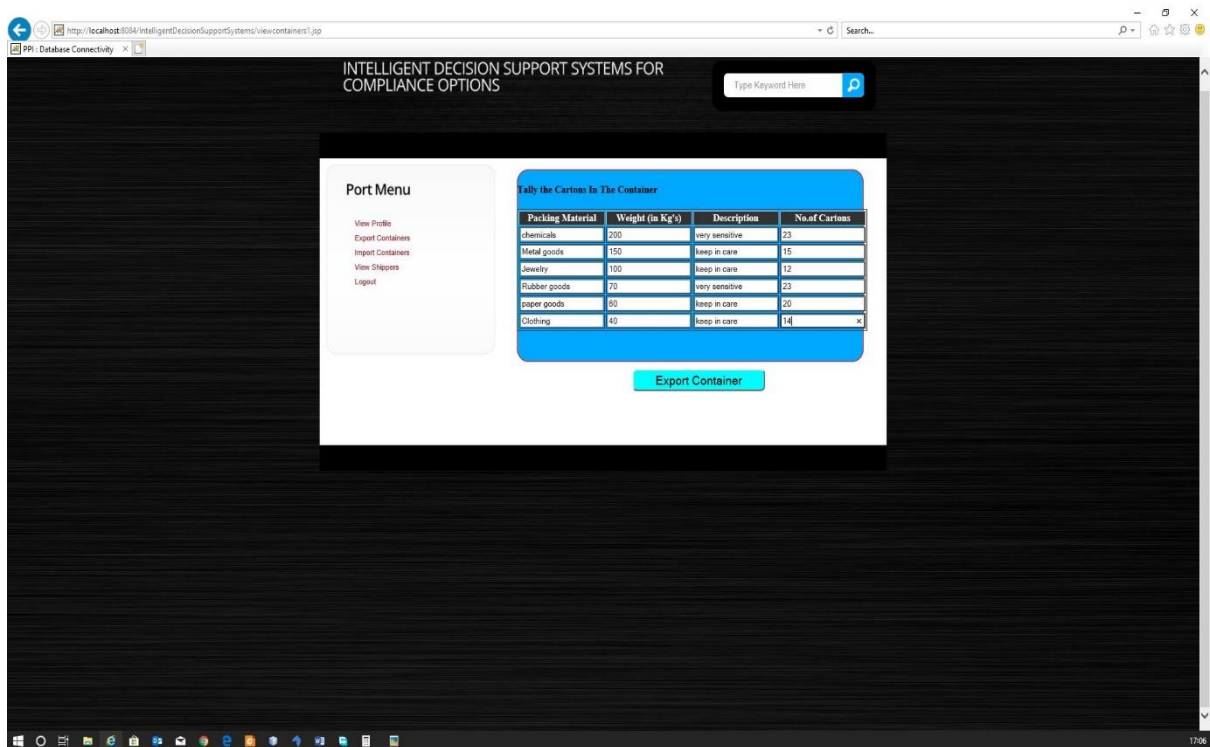 http://localhost:8084/IntelligentDecisionSupportSystems/viewcontainers1.jsp
Search...
PPI : Database Connectivity
INTELLIGENT DECISION SUPPORT SYSTEMS FOR
COMPLIANCE OPTIONS
Type Keyword Here
Port Menu
View Profile
Export Containers
Import Containers
View Shippers
Logout
Tally the Cartons In The Container
Packing Material Weight (in Kg's) Description No.of Cartons
chemicals 200 very sensitive 23
Metal goods 150 keep in care 15
Jewelry 100 keep in care 12
Rubber goods 70 very sensitive 23
paper goods 60 keep in care 20
Clothing 40 keep in care 14
Export Container
17:06